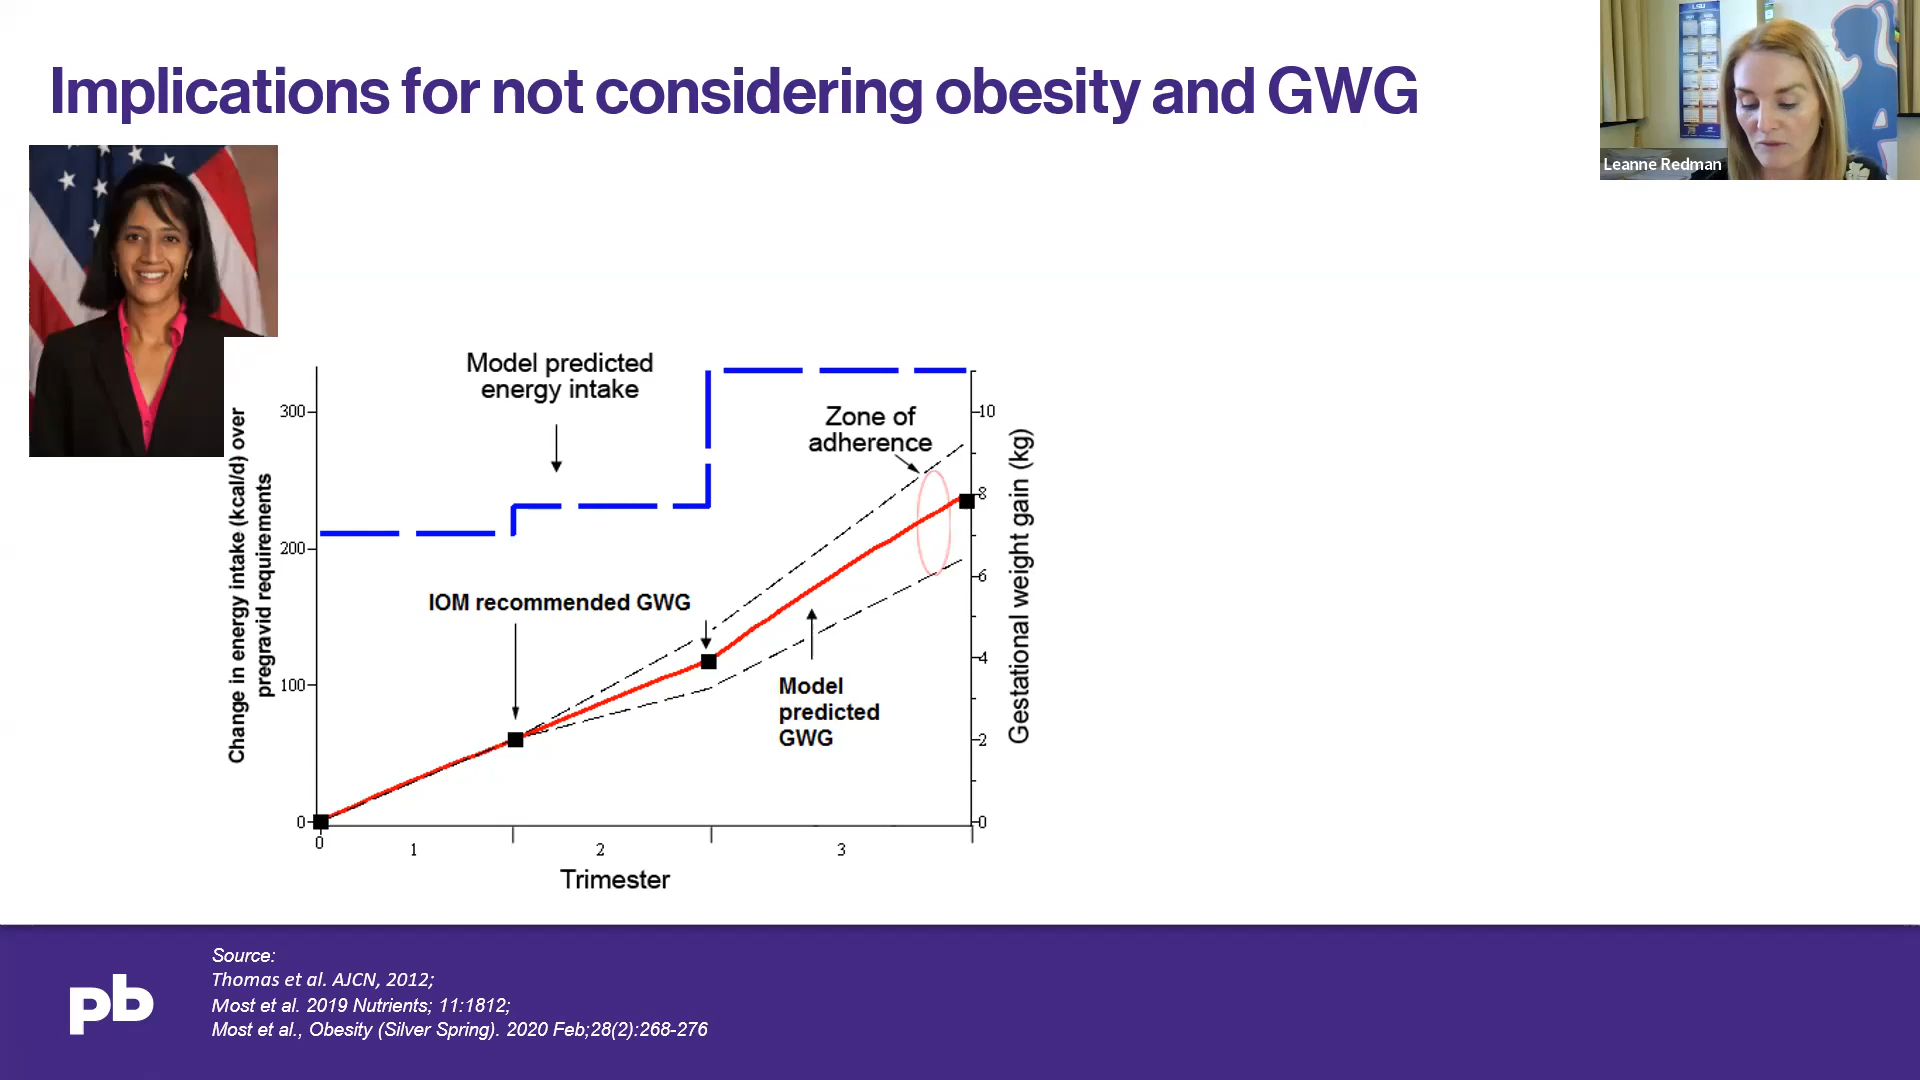 Implications for not considering obesity and GWG
LSU
Leanne Redman
Model predicted
energy intake
Zone of
adherence
IOM recommended GWG
Model
predicted
GWG
Change in energy intake (kcal/d) over
pregravid requirements
300
200
100
0
Gestational weight gain (kg)
10
8
6
4
2
0
0
1
2
3
Trimester
pb
Source:
Thomas et al. AJCN, 2012;
Most et al. 2019 Nutrients; 11:1812;
Most et al., Obesity (Silver Spring). 2020 Feb;28(2):268-276